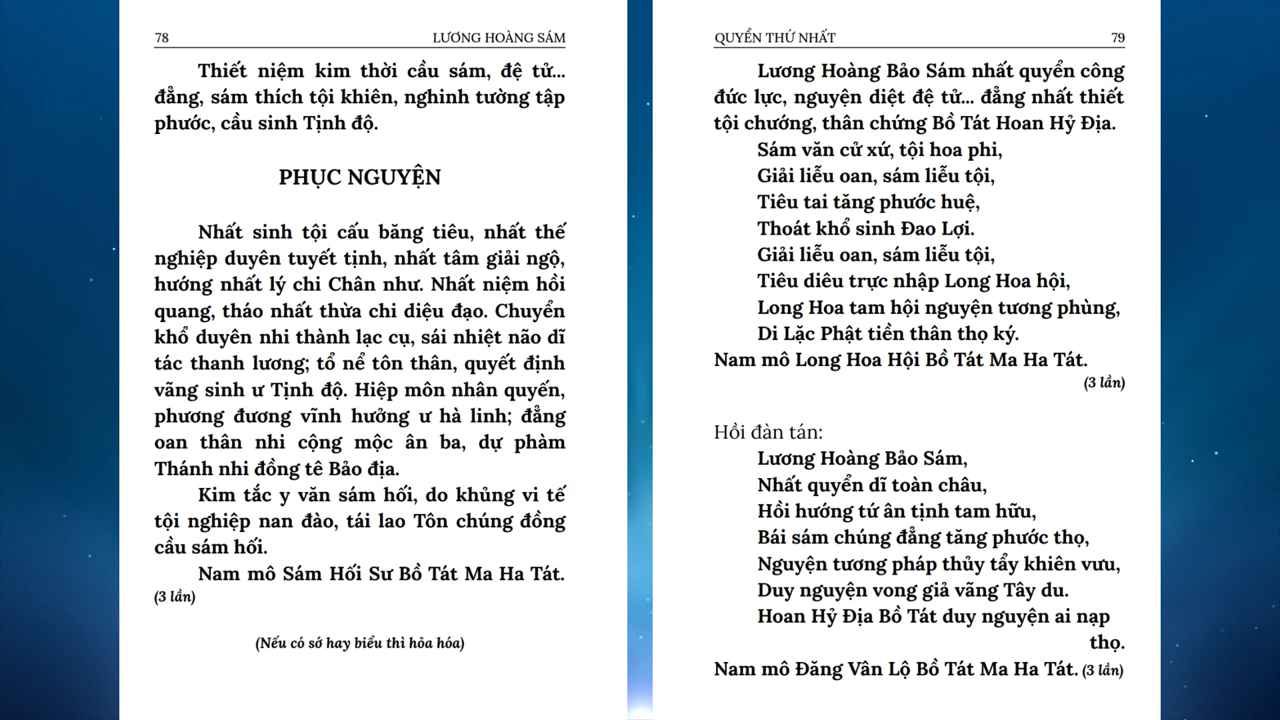 78 LƯƠNG HOÀNG SÁM
Thiết niệm kim thời cầu sám, đệ tử...
đẳng, sám thích tội khiên, nghinh tường tập
phước, cầu sinh Tịnh độ.
PHỤC NGUYỆN
Nhất sinh tội cấu băng tiêu, nhất thế
nghiệp duyên tuyết tịnh, nhất tâm giải ngộ,
hướng nhất lý chi Chân như. Nhất niệm hồi
quang, tháo nhất thừa chi diệu đạo. Chuyển
khổ duyên nhi thành lạc cụ, sái nhiệt não dĩ
tác thanh lương; tổ nể tôn thân, quyết định
vãng sinh ư Tịnh độ. Hiệp môn nhân quyến,
phương đương vĩnh hưởng ư hà linh; đẳng
oan thân nhi cộng mộc ân ba, dự phàm
Thánh nhi đồng tê Bảo địa.
Kim tắc y văn sám hối, do khủng vi tế
tội nghiệp nan đào, tái lao Tôn chúng đồng
cầu sám hối.
Nam mô Sám Hối Sư Bồ Tát Ma Ha Tát.
(3 lần)
(Nếu có sớ hay biểu thì hỏa hóa)
QUYỂN THỨ NHẤT 79
Lương Hoàng Bảo Sám nhất quyển công
đức lực, nguyện diệt đệ tử... đẳng nhất thiết
tội chướng, thân chứng Bồ Tát Hoan Hỷ Địa.
Sám văn cử xứ, tội hoa phi,
Giải liễu oan, sám liễu tội,
Tiêu tai tăng phước huệ,
Thoát khổ sinh Đao Lợi.
Giải liễu oan, sám liễu tội,
Tiêu diêu trực nhập Long Hoa hội,
Long Hoa tam hội nguyện tương phùng,
Di Lặc Phật tiền thân thọ ký.
Nam mô Long Hoa Hội Bồ Tát Ma Ha Tát.
(3 lần)
Hồi đàn tán:
Lương Hoàng Bảo Sám,
Nhất quyển dĩ toàn châu,
Hồi hướng tứ ân tịnh tam hữu,
Bái sám chúng đẳng tăng phước thọ,
Nguyện tương pháp thủy tẩy khiên vưu,
Duy nguyện vong giả vãng Tây du.
Hoan Hỷ Địa Bồ Tát duy nguyện ai nạp
thọ.
Nam mô Đăng Vân Lộ Bồ Tát Ma Ha Tát. (3 lần)